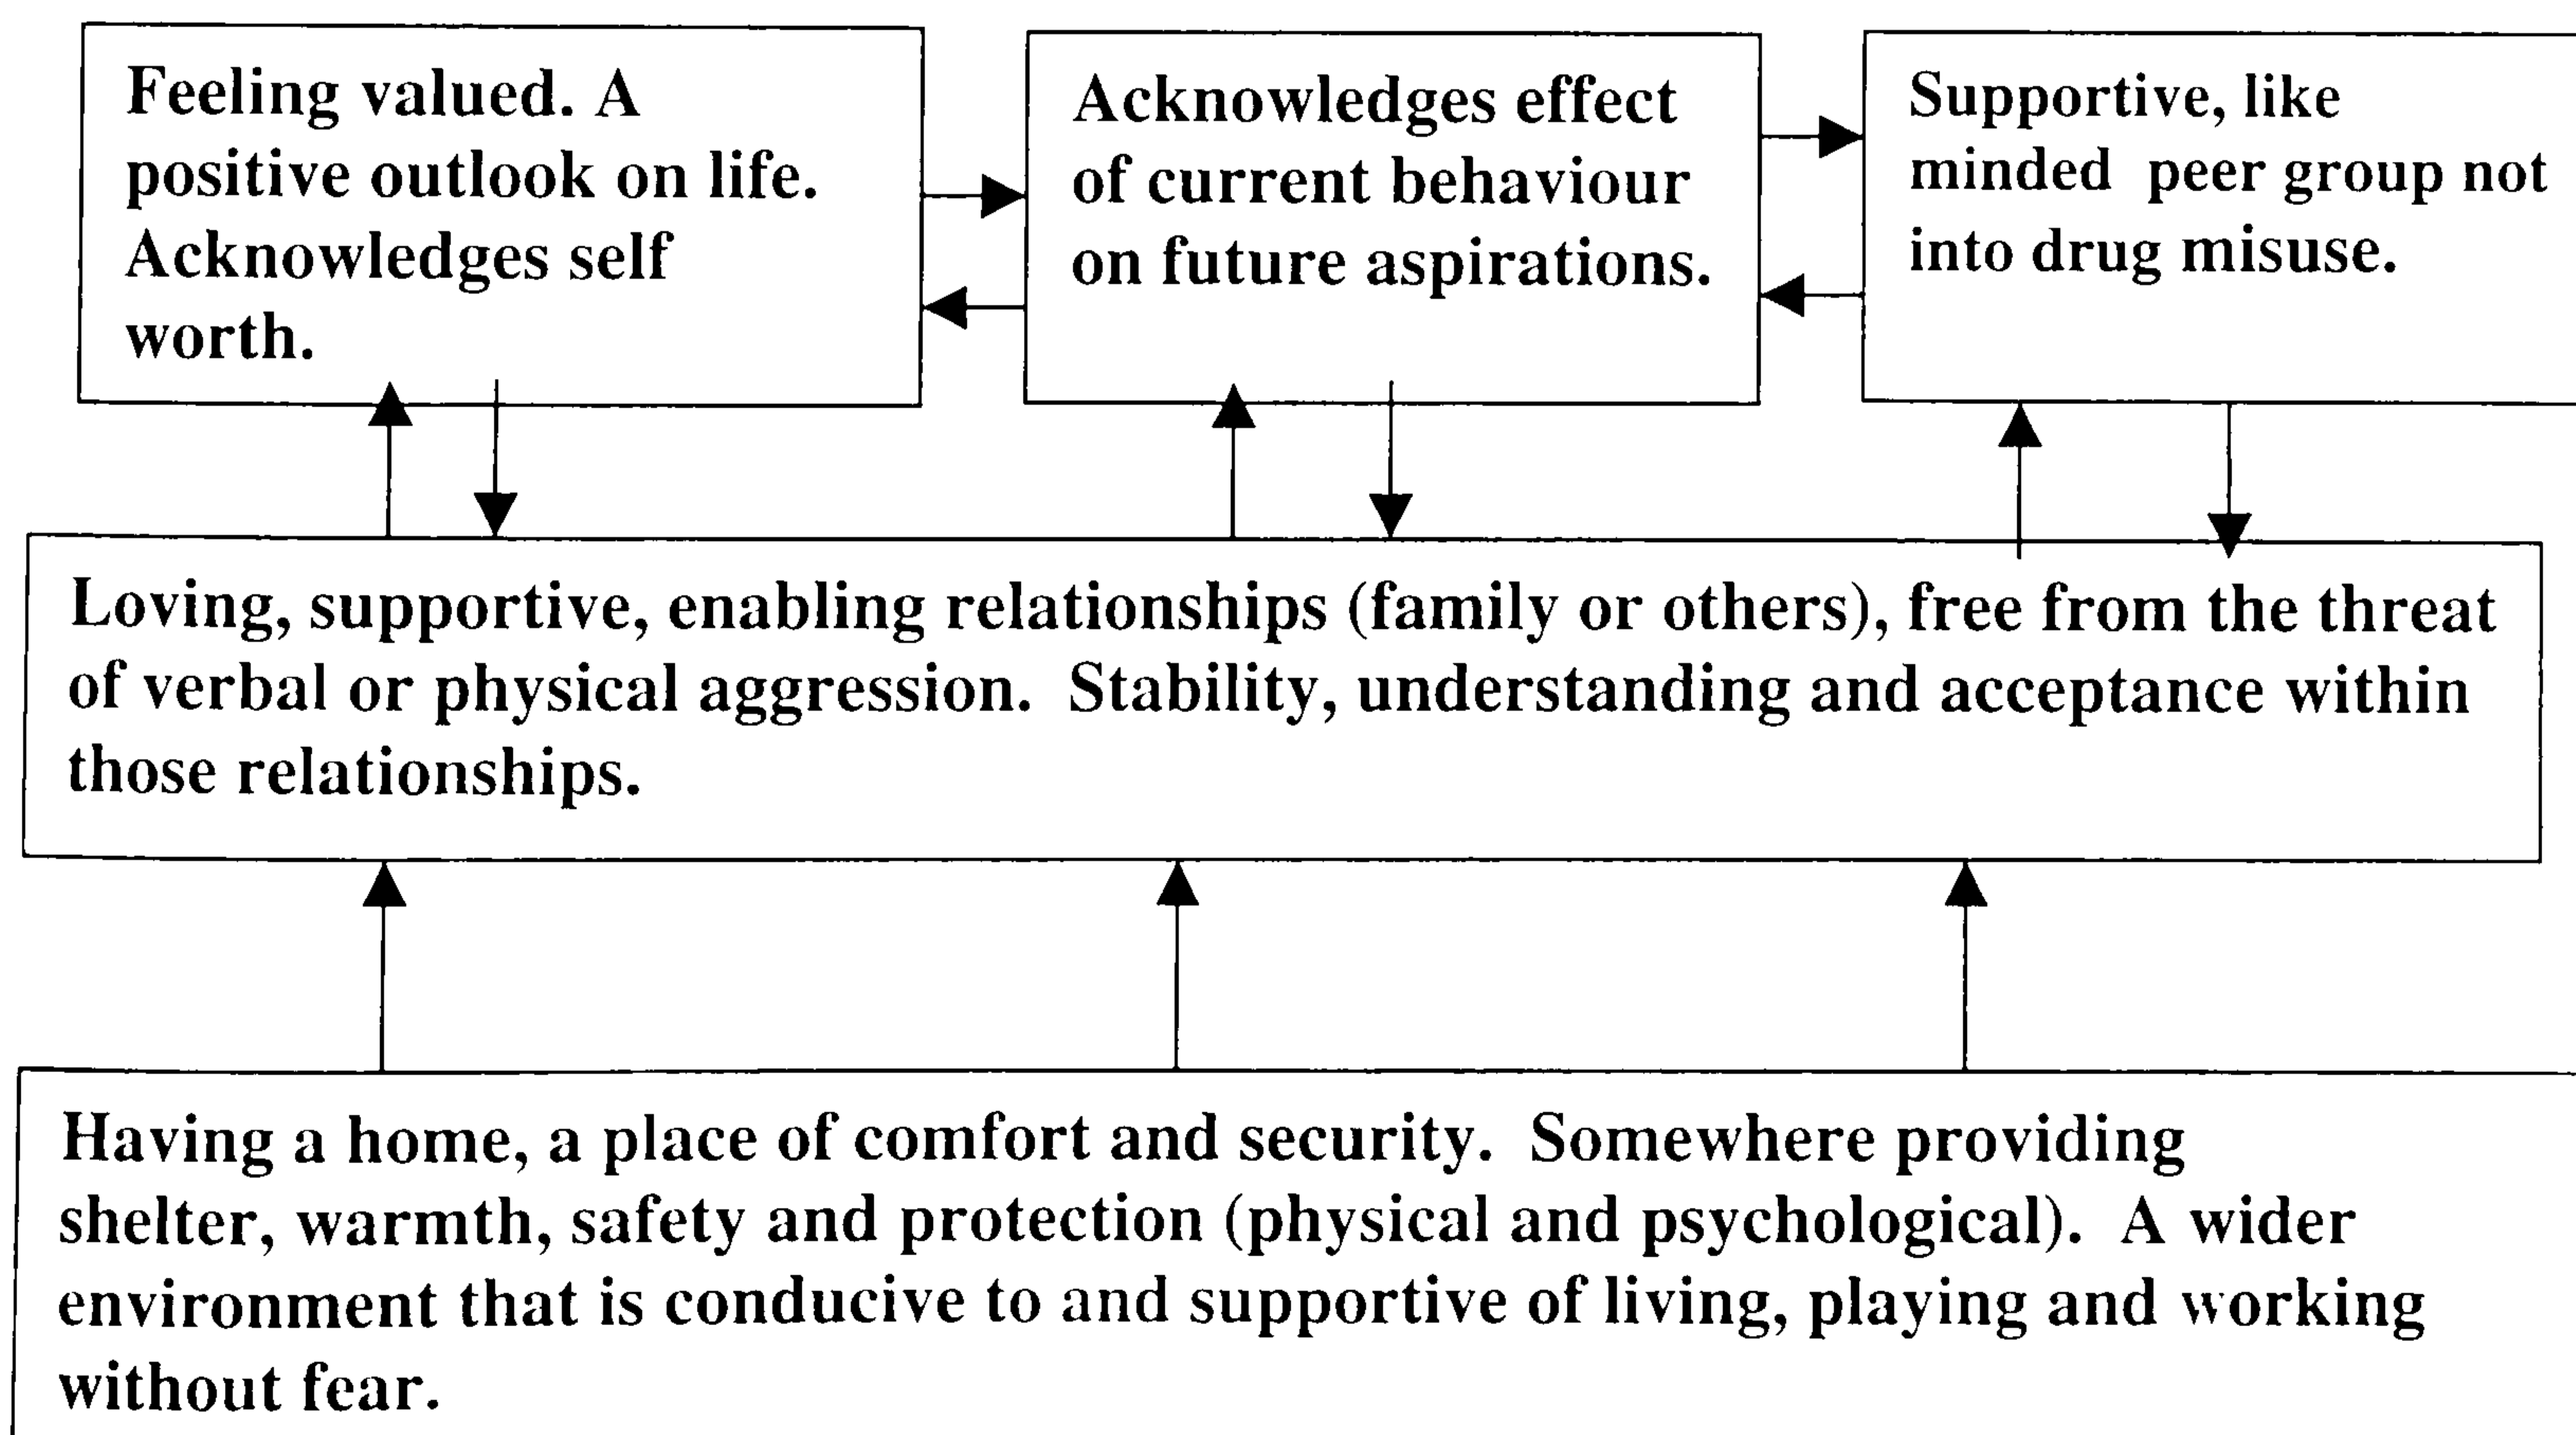 Feeling valued. A
positive outlook on life.
Acknowledges self
worth.
Acknowledges effect
of current behaviour
on future aspirations.
Supportive, like
minded peer group not
into drug misuse.
Loving, supportive, enabling relationships (family or others), free from the threat
of verbal or physical aggression. Stability, understanding and acceptance within
those relationships.
Having a home, a place of comfort and security. Somewhere providing
shelter, warmth, safety and protection (physical and psychological). A wider
environment that is conducive to and supportive of living, playing and working
without fear.